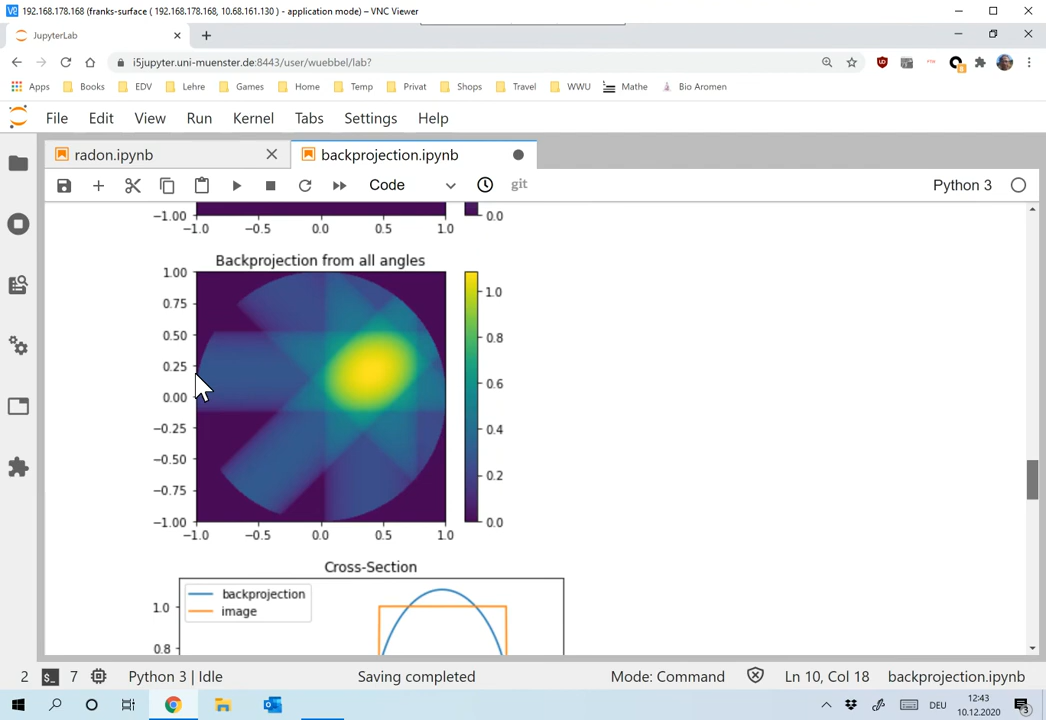 192.168.178.168 (franks-surface ( 192.168.178.168, 10.68.161.130 ) - application mode) – VNC Viewer
JupyterLab
i5jupyter.uni-muenster.de:8443/user/wuebbel/lab?
Apps Books EDV Lehre Games Home Temp Privat Shops Travel WWU Mathe Bio Aromen
File Edit View Run Kernel Tabs Settings Help
radon.ipynb backprojection.ipynb
Code git Python 3
−1.00 0.0
−1.0 −0.5 0.0 0.5 1.0
Backprojection from all angles
1.00
1.0
0.75
0.50
0.8
0.25
0.6
0.00
−0.25
0.4
−0.50
0.2
−0.75
−1.00 0.0
−1.0 −0.5 0.0 0.5 1.0
Cross-Section
backprojection
1.0 image
0.8
2 7 Python 3 | Idle Saving completed Mode: Command Ln 10, Col 18 backprojection.ipynb
DEU 12:43
10.12.2020 3